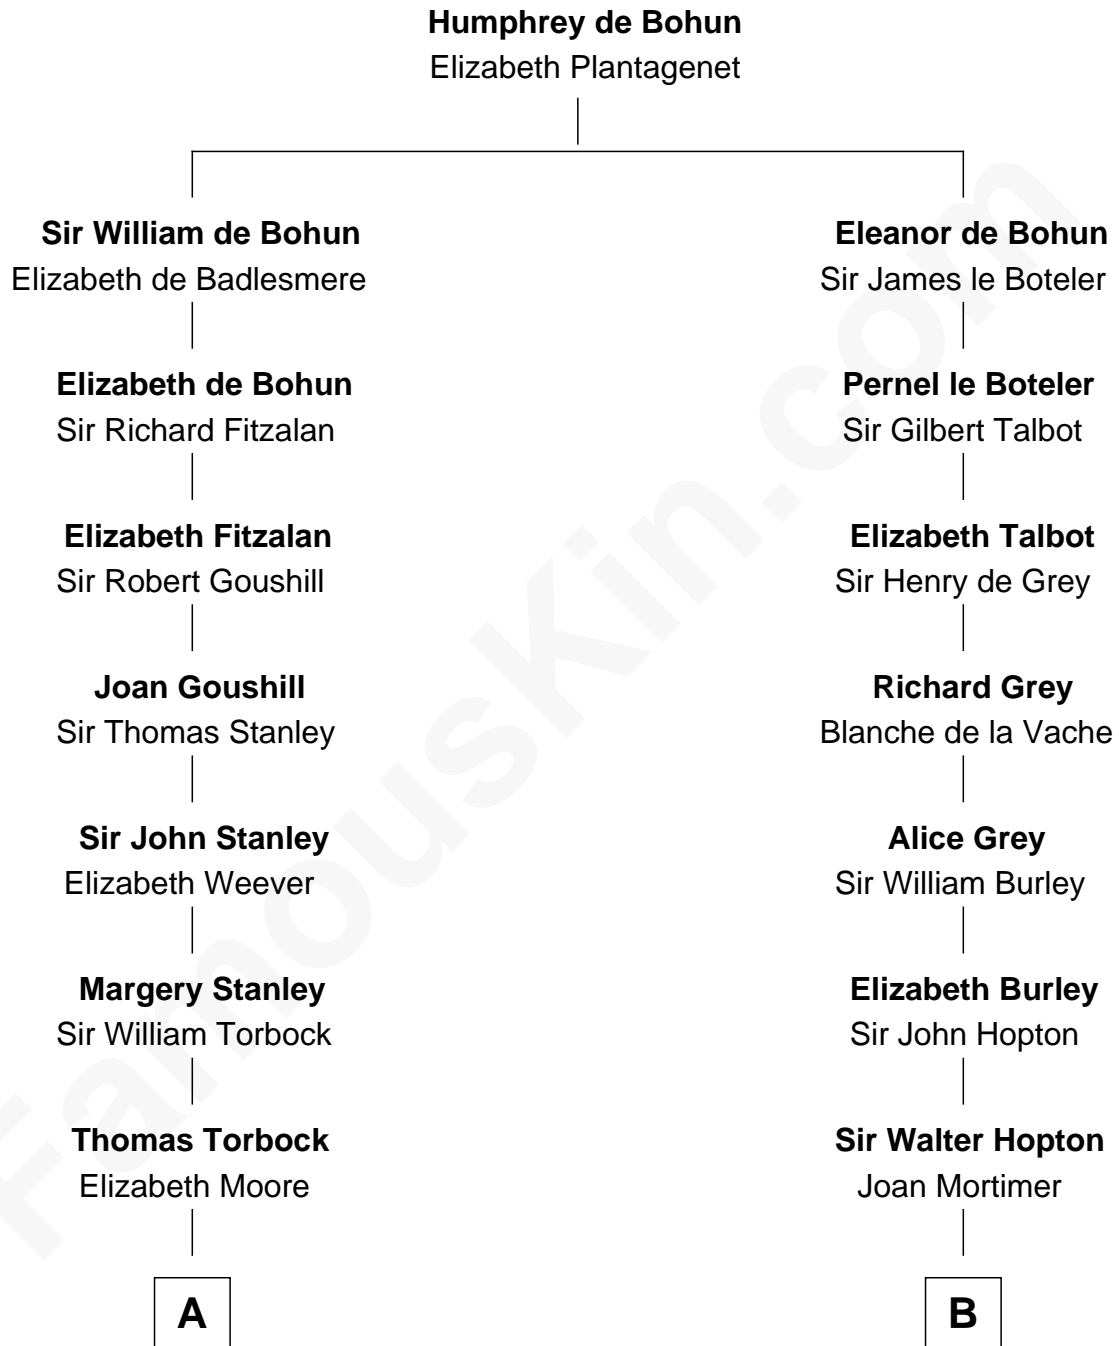 Humphrey de Bohun
Elizabeth Plantagenet
Sir William de Bohun
Elizabeth de Badlesmere
Eleanor de Bohun
Sir James le Boteler
Elizabeth de Bohun
Sir Richard Fitzalan
Pernel le Boteler
Sir Gilbert Talbot
Elizabeth Fitzalan
Sir Robert Goushill
Elizabeth Talbot
Sir Henry de Grey
Joan Goushill
Sir Thomas Stanley
Richard Grey
Blanche de la Vache
Sir John Stanley
Elizabeth Weever
Alice Grey
Sir William Burley
Margery Stanley
Sir William Torbock
Elizabeth Burley
Sir John Hopton
Thomas Torbock
Elizabeth Moore
Sir Walter Hopton
Joan Mortimer
A
B
FamousKin.com